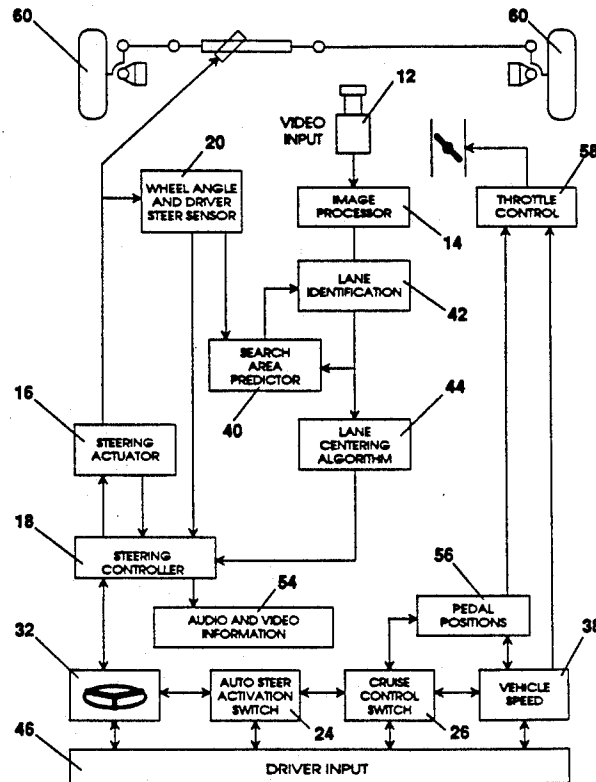 60
60
12
VIDEO
INPUT
20
58
WHEEL ANGLE
AND DRIVER
STEER SENSOR
IMAGE
PROCESSOR
THROTTLE
CONTROL
14
LANE
IDENTIFICATION
42
SEARCH
AREA
PREDICTOR
16
40
44
STEERING
ACTUATOR
LANE
CENTERING
ALGORITHM
18
STEERING
CONTROLLER
56
54
PEDAL
POSITIONS
AUDIO AND VIDEO
INFORMATION
32
38
AUTO STEER
ACTIVATION
SWITCH
CRUISE
CONTROL
SWITCH
VEHICLE
SPEED
46
24
26
DRIVER INPUT